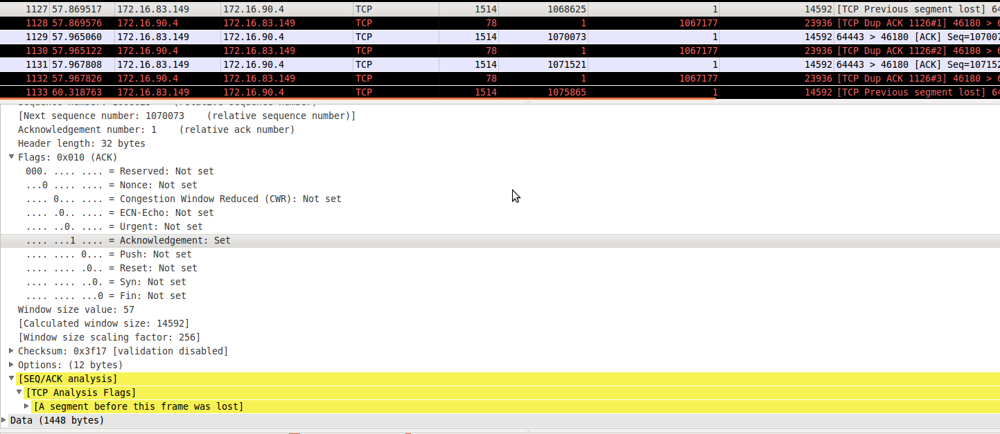 1127 57.869517 172.16.83.149 172.16.90.4 TCP 1514 1068625 1 14592 [TCP Previous segment lost] 64
1128 57.869576 172.16.90.4 172.16.83.149 TCP 78 1 1067177 23936 [TCP Dup ACK 1126#1] 46180 > 6
1129 57.965060 172.16.83.149 172.16.90.4 TCP 1514 1070073 1 14592 64443 > 46180 [ACK] Seq=107007
1130 57.965122 172.16.90.4 172.16.83.149 TCP 78 1 1067177 23936 [TCP Dup ACK 1126#2] 46180 > 6
1131 57.967808 172.16.83.149 172.16.90.4 TCP 1514 1071521 1 14592 64443 > 46180 [ACK] Seq=107152
1132 57.967826 172.16.90.4 172.16.83.149 TCP 78 1 1067177 23936 [TCP Dup ACK 1126#3] 46180 > 6
1133 60.318763 172.16.83.149 172.16.90.4 TCP 1514 1075865 1 14592 [TCP Previous segment lost] 64
[Next sequence number: 1070073 (relative sequence number)]
Acknowledgement number: 1 (relative ack number)
Header length: 32 bytes
Flags: 0x010 (ACK)
000. .... .... = Reserved: Not set
...0 .... .... = Nonce: Not set
.... 0... .... = Congestion Window Reduced (CWR): Not set
.... .0.. .... = ECN-Echo: Not set
.... ..0. .... = Urgent: Not set
.... ...1 .... = Acknowledgement: Set
.... .... 0... = Push: Not set
.... .... .0.. = Reset: Not set
.... .... ..0. = Syn: Not set
.... .... ...0 = Fin: Not set
Window size value: 57
[Calculated window size: 14592]
[Window size scaling factor: 256]
Checksum: 0x3f17 [validation disabled]
Options: (12 bytes)
[SEQ/ACK analysis]
[TCP Analysis Flags]
[A segment before this frame was lost]
Data (1448 bytes)